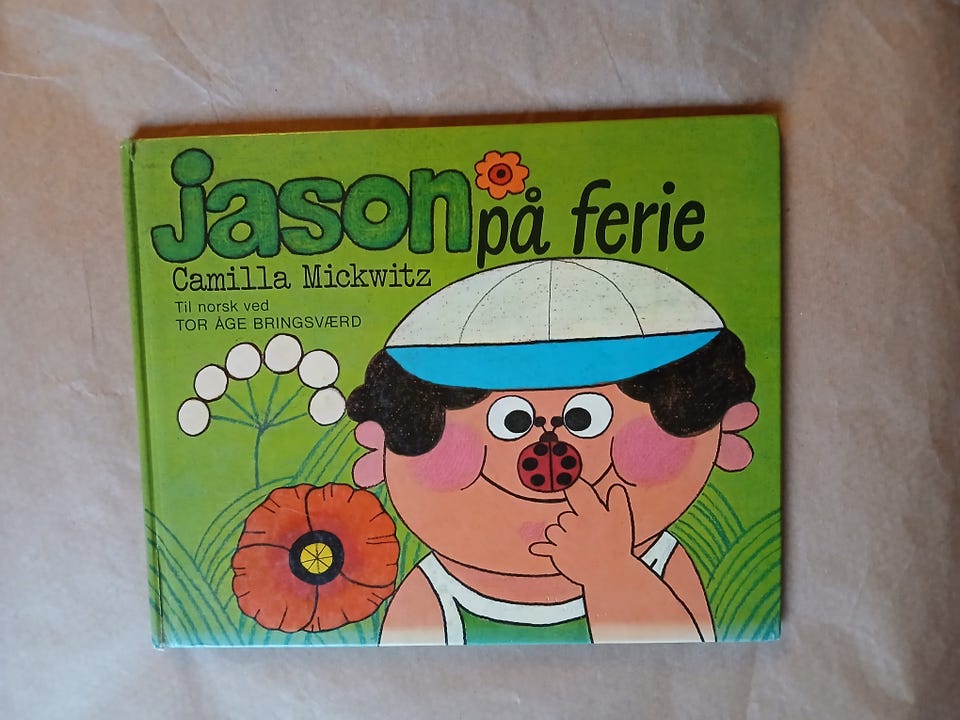 jason på ferie
Camilla Mickwitz
Til norsk ved
TOR ÅGE BRINGSVÆRD